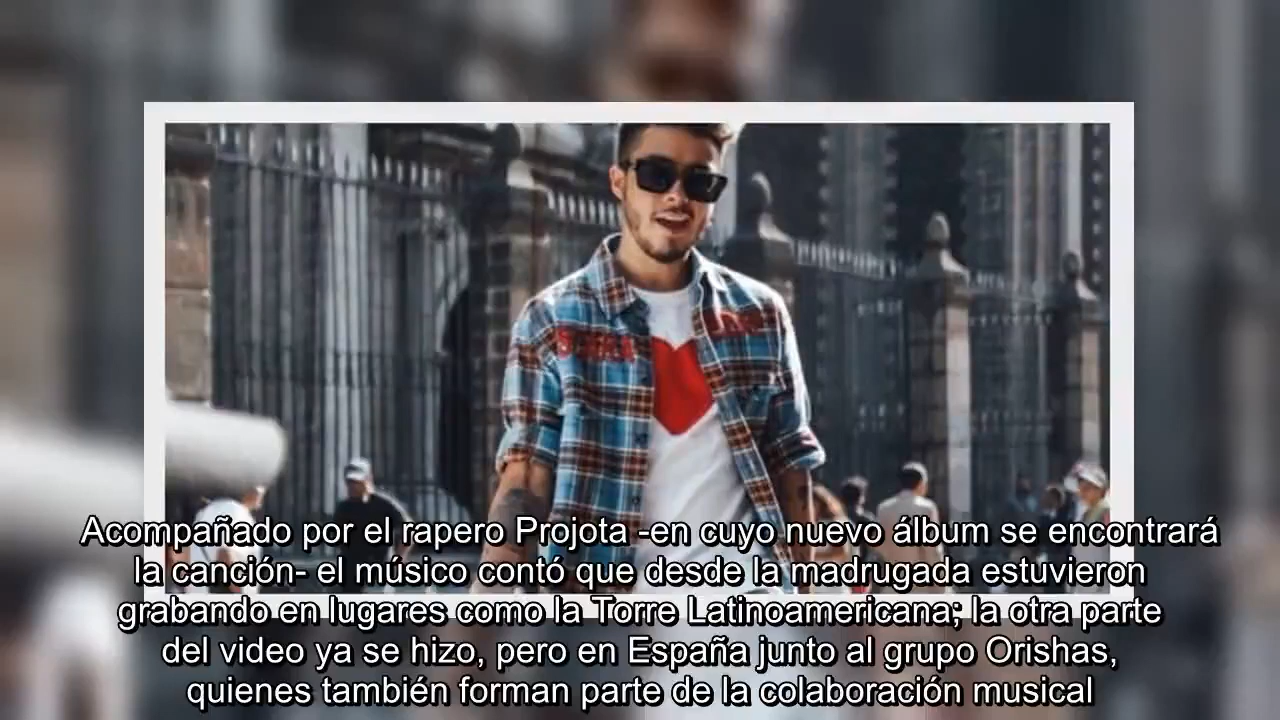 Acompañado por el rapero Projota -en cuyo nuevo álbum se encontrará
la canción- el músico contó que desde la madrugada estuvieron
grabando en lugares como la Torre Latinoamericana; la otra parte
del video ya se hizo, pero en España junto al grupo Orishas,
quienes también forman parte de la colaboración musical